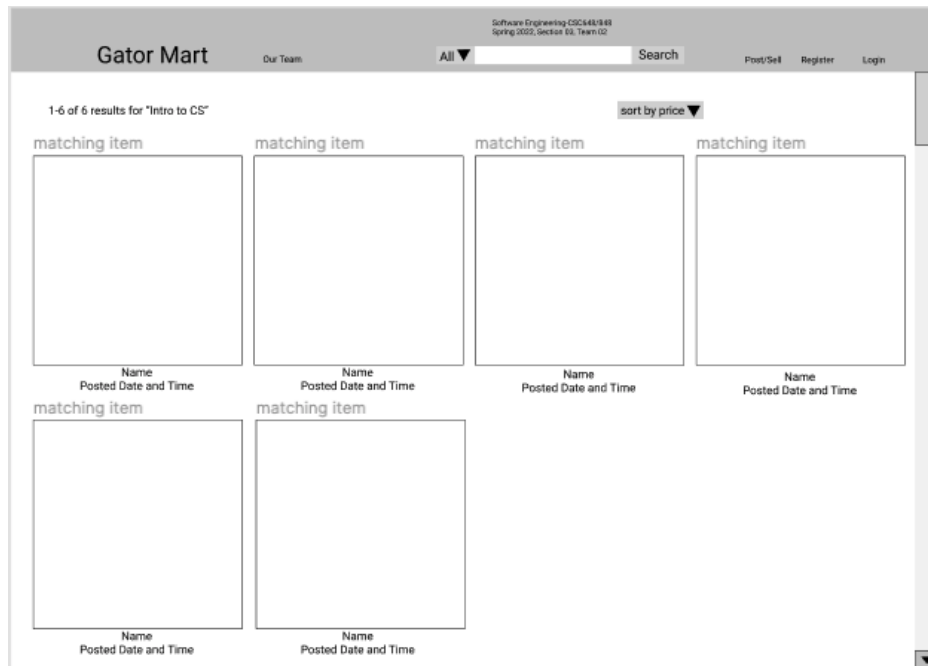 Software Engineering-CSC648/848
Spring 2022, Section 03, Team 02
Gator Mart
Our Team
All
Search
Post/Sell
Register
Login
1-6 of 6 results for "Intro to CS"
sort by price
matching item
matching item
matching item
matching item
Name
Posted Date and Time
Name
Posted Date and Time
Name
Posted Date and Time
Name
Posted Date and Time
matching item
matching item
Name
Posted Date and Time
Name
Posted Date and Time